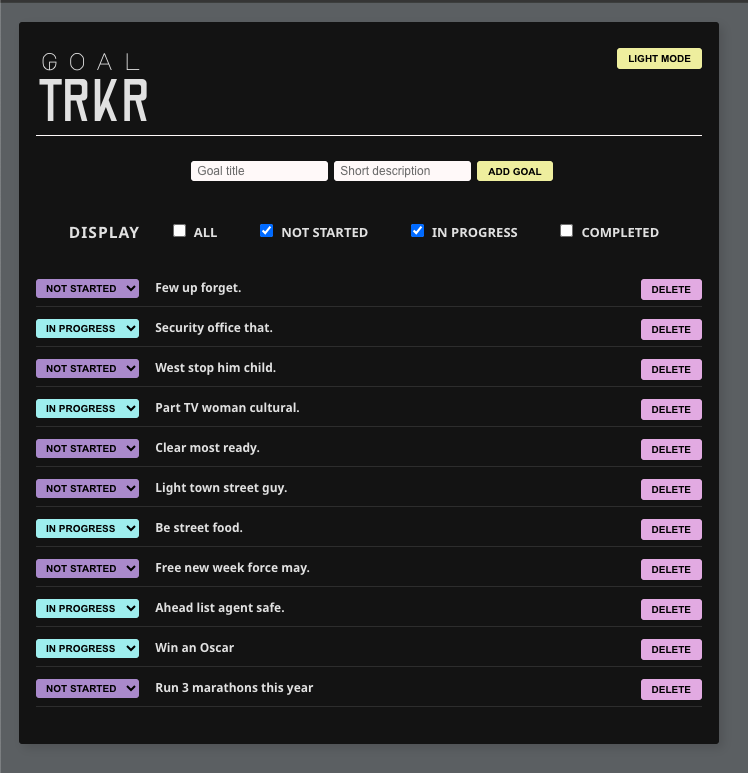 GOAL
TRKR
LIGHT MODE
Goal title Short description ADD GOAL
DISPLAY ALL NOT STARTED IN PROGRESS COMPLETED
NOT STARTED Few up forget. DELETE
IN PROGRESS Security office that. DELETE
NOT STARTED West stop him child. DELETE
IN PROGRESS Part TV woman cultural. DELETE
NOT STARTED Clear most ready. DELETE
NOT STARTED Light town street guy. DELETE
IN PROGRESS Be street food. DELETE
NOT STARTED Free new week force may. DELETE
IN PROGRESS Ahead list agent safe. DELETE
IN PROGRESS Win an Oscar DELETE
NOT STARTED Run 3 marathons this year DELETE